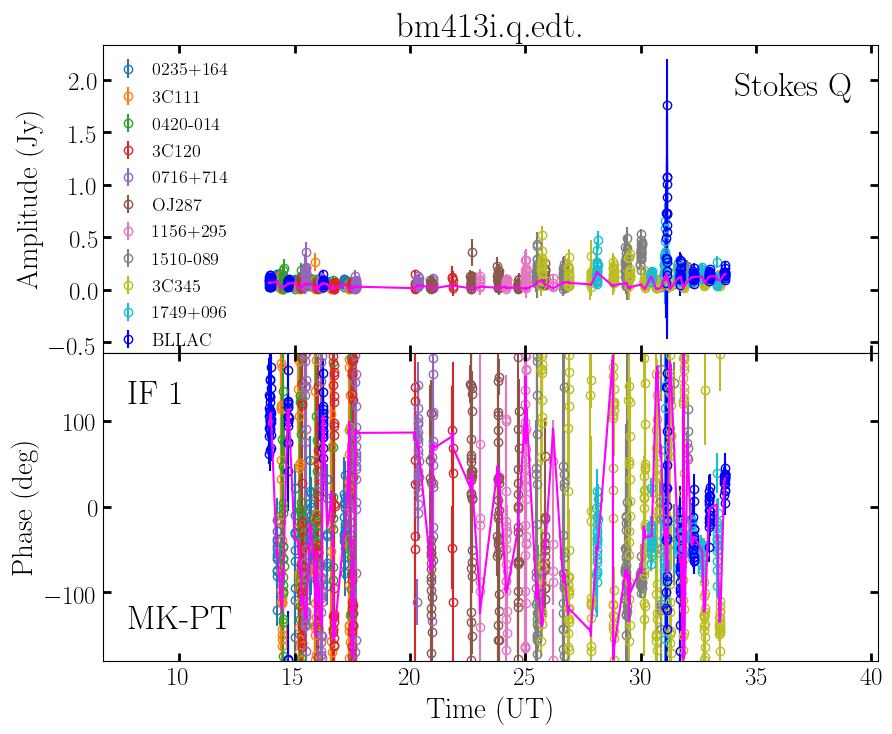 bm413i.q.edt.
Stokes Q
Amplitude (Jy)
2.0
1.5
1.0
0.5
0.0
−0.5
0235+164
3C111
0420-014
3C120
0716+714
OJ287
1156+295
1510-089
3C345
1749+096
BLLAC
IF 1
MK-PT
Phase (deg)
100
0
−100
10 15 20 25 30 35 40
Time (UT)